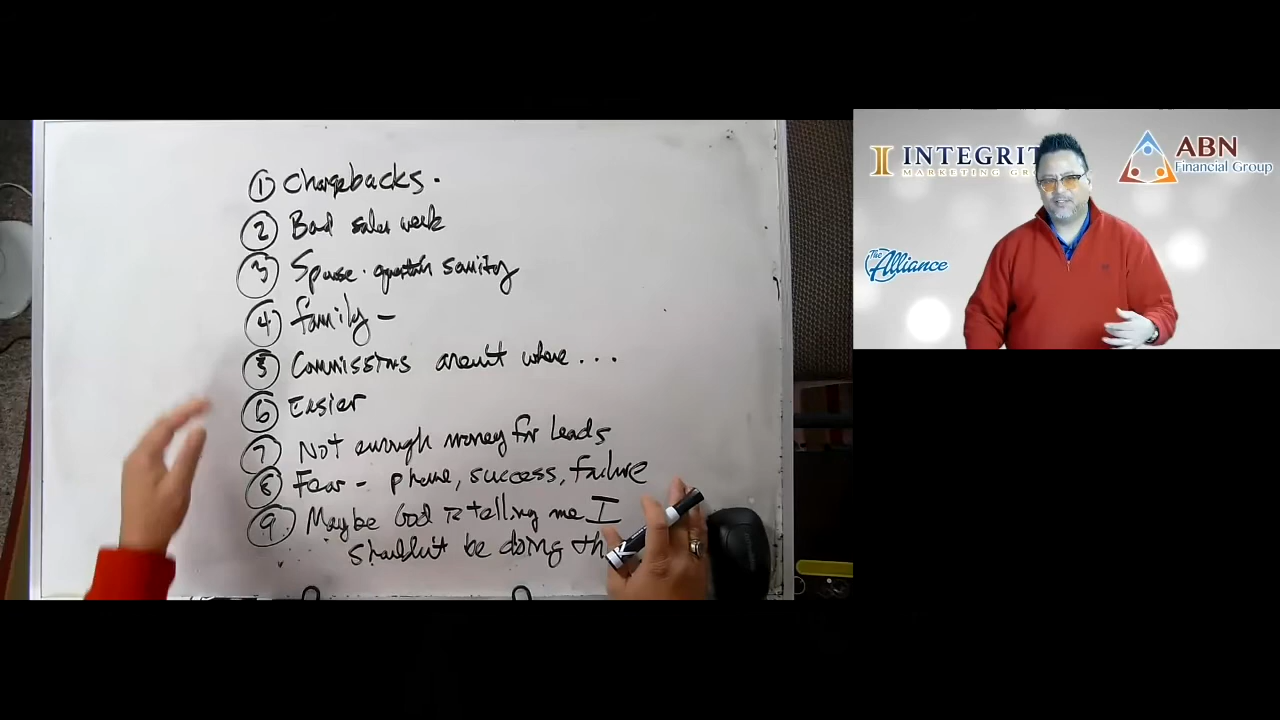 ① Chargebacks.
② Bad sales week
③ Spouse. question sanity
④ family -
⑤ Commissions aren't where...
⑥ Easier
⑦ Not enough money for leads
⑧ Fear - phone, success, failure
⑨ Maybe God is telling me I
shouldn't be doing th
INTEGRIT
MARKETING GRO
ABN
Financial Group
The
Alliance